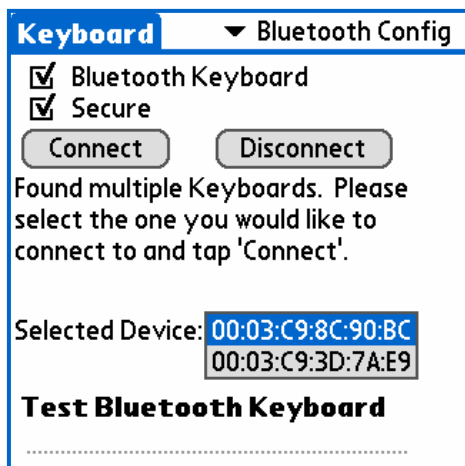 Keyboard Bluetooth Config
Bluetooth Keyboard
Secure
Connect Disconnect
Found multiple Keyboards. Please
select the one you would like to
connect to and tap 'Connect'.
Selected Device: 00:03:C9:8C:90:BC
00:03:C9:3D:7A:E9
Test Bluetooth Keyboard